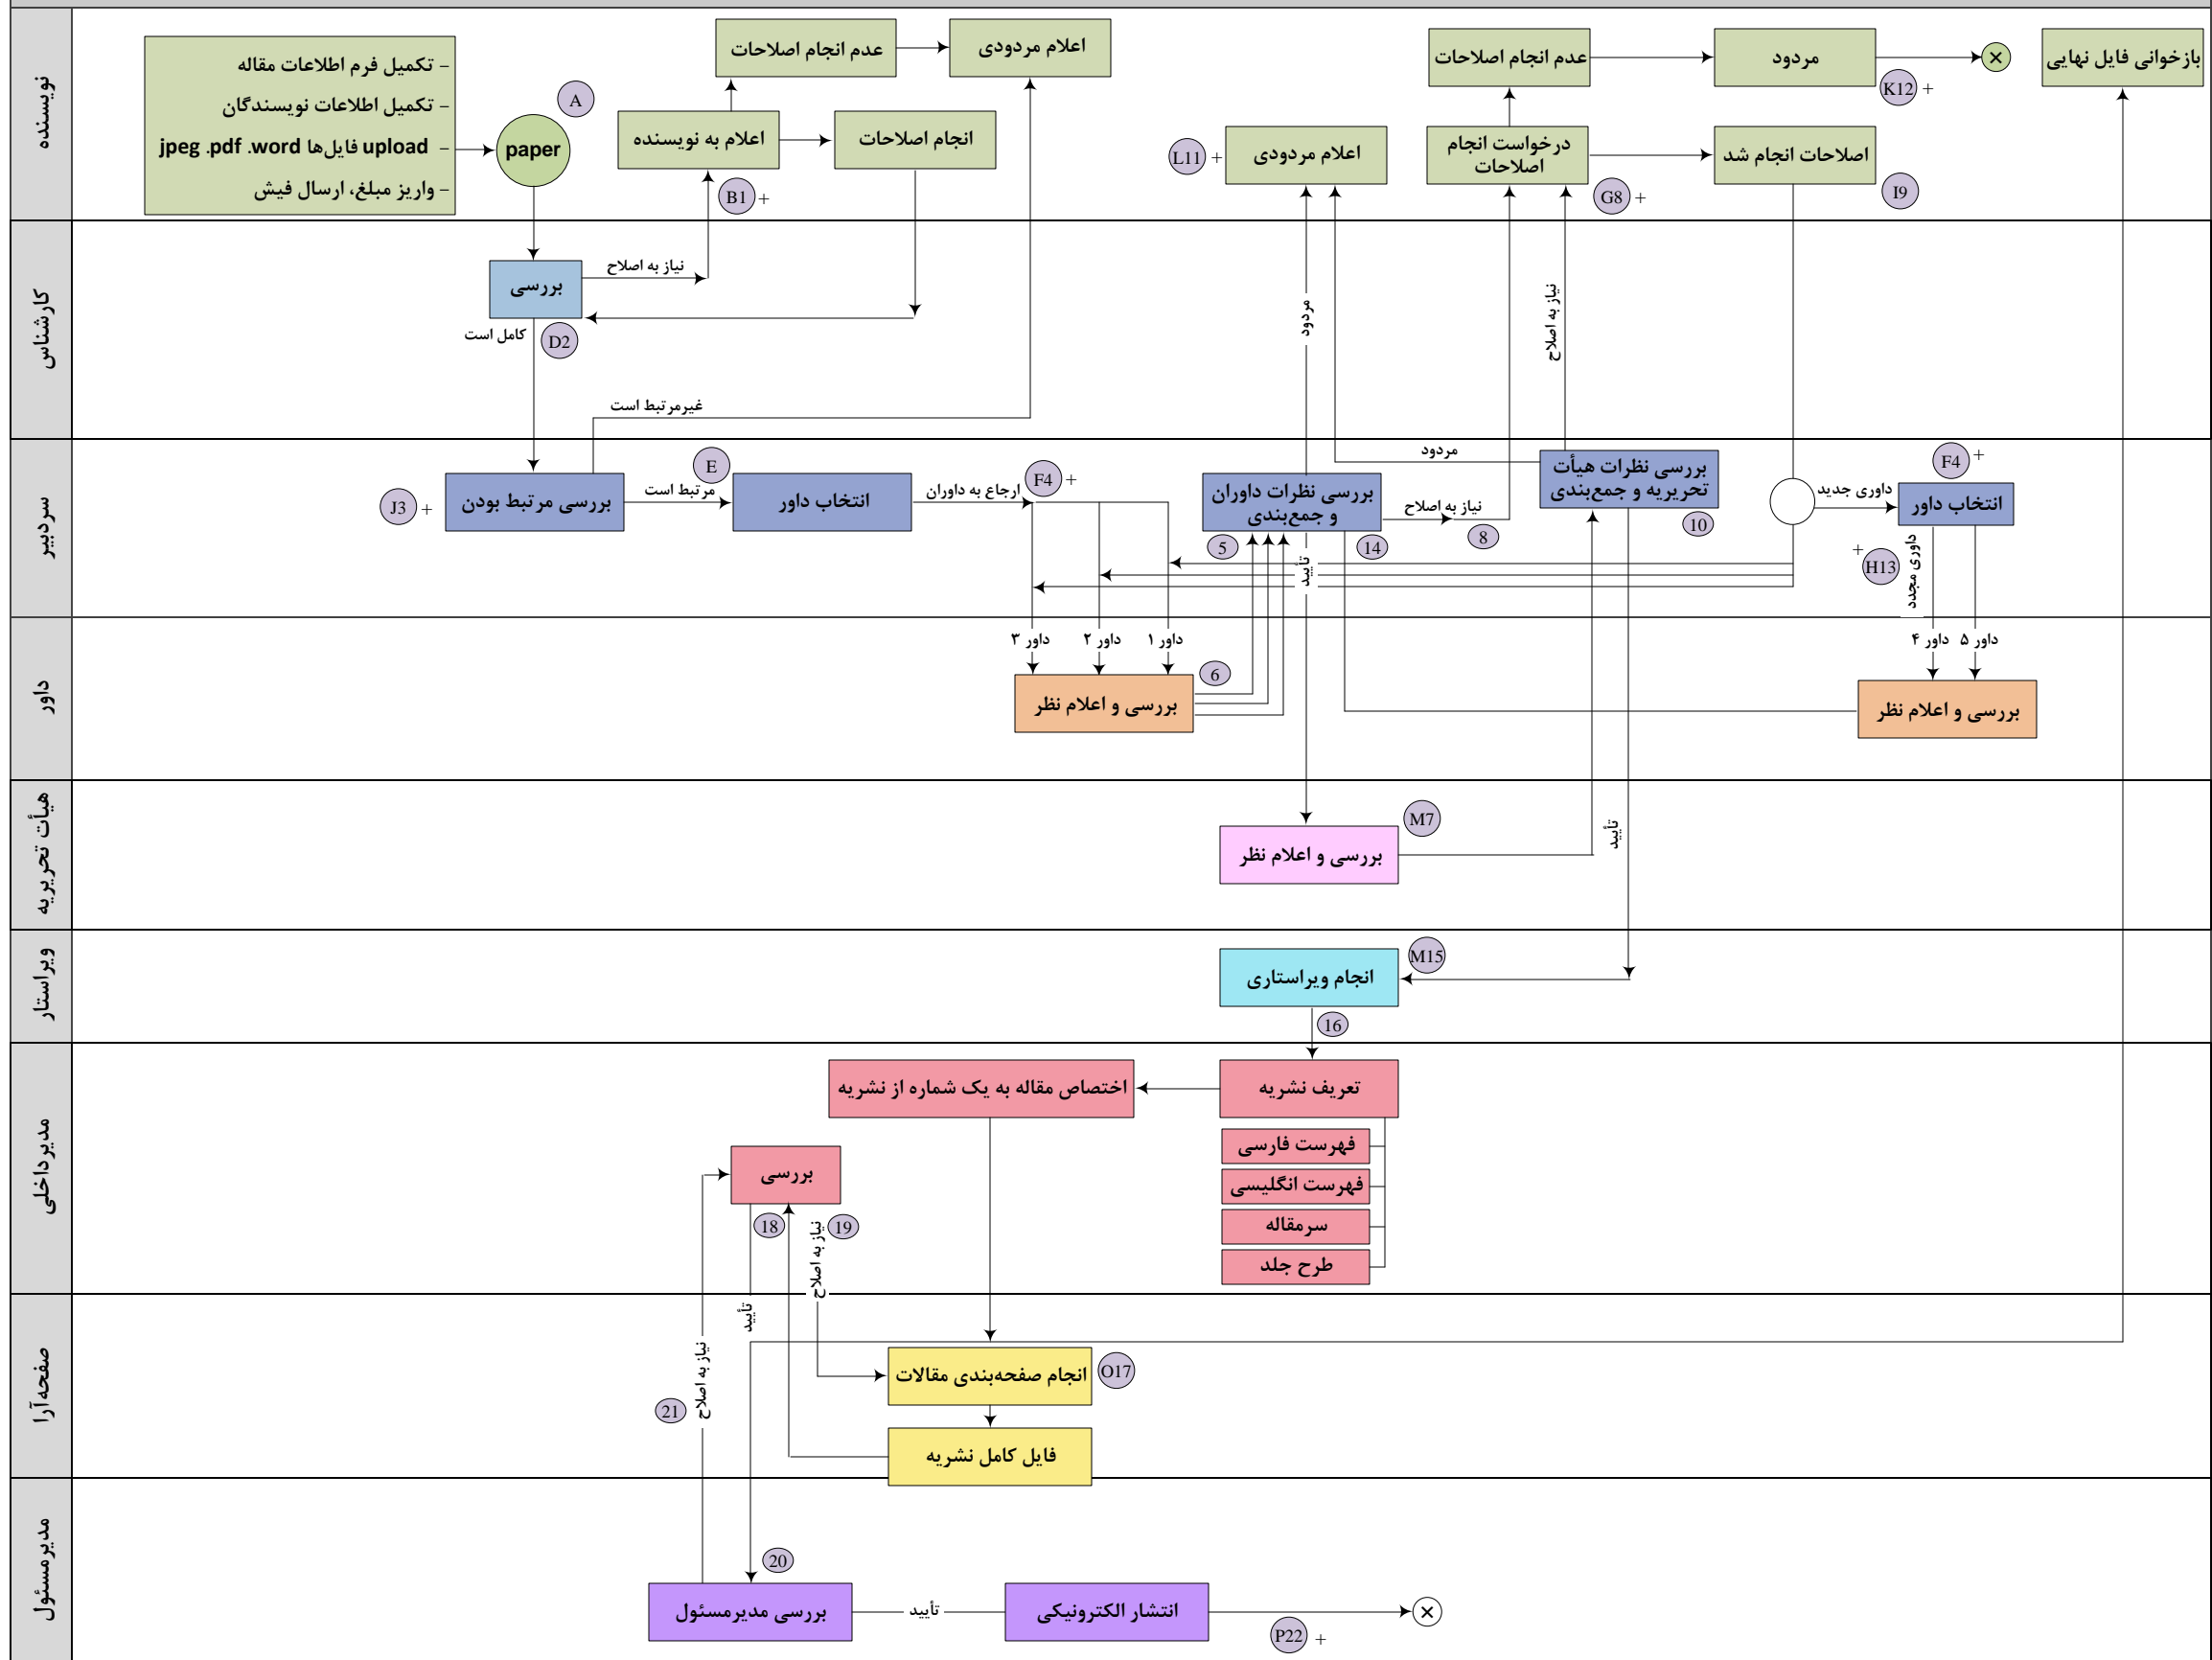 نویسنده
- تکمیل فرم اطلاعات مقاله
- تکمیل اطلاعات نویسندگان
- upload فایل‌ها jpeg .pdf .word
- واریز مبلغ، ارسال فیش
paper
A
عدم انجام اصلاحات
اعلام مردودی
اعلام به نویسنده
انجام اصلاحات
B1 +
L11 +
اعلام مردودی
عدم انجام اصلاحات
مردود
K12 +
درخواست انجام
اصلاحات
G8 +
اصلاحات انجام شد
I9
بازخوانی فایل نهایی
کارشناس
بررسی
نیاز به اصلاح
کامل است
D2
غیرمرتبط است
مردود
نیاز به اصلاح
سردبیر
J3 +
بررسی مرتبط بودن
E
مرتبط است
انتخاب داور
ارجاع به داوران
F4 +
بررسی نظرات داوران
و جمع‌بندی
5
14
تأیید
نیاز به اصلاح
8
مردود
بررسی نظرات هیأت
تحریریه و جمع‌بندی
10
داوری جدید
F4 +
انتخاب داور
+ H13
داوری مجدد
داور
داور ۳
داور ۲
داور ۱
6
بررسی و اعلام نظر
داور ۴
داور ۵
بررسی و اعلام نظر
هیأت تحریریه
M7
بررسی و اعلام نظر
تأیید
ویراستار
M15
انجام ویراستاری
16
مدیرداخلی
تعریف نشریه
اختصاص مقاله به یک شماره از نشریه
فهرست فارسی
فهرست انگلیسی
سرمقاله
طرح جلد
بررسی
18
19
نیاز به اصلاح
تأیید
صفحه‌آرا
انجام صفحه‌بندی مقالات
O17
فایل کامل نشریه
21
نیاز به اصلاح
مدیرمسئول
20
بررسی مدیرمسئول
تأیید
انتشار الکترونیکی
P22 +